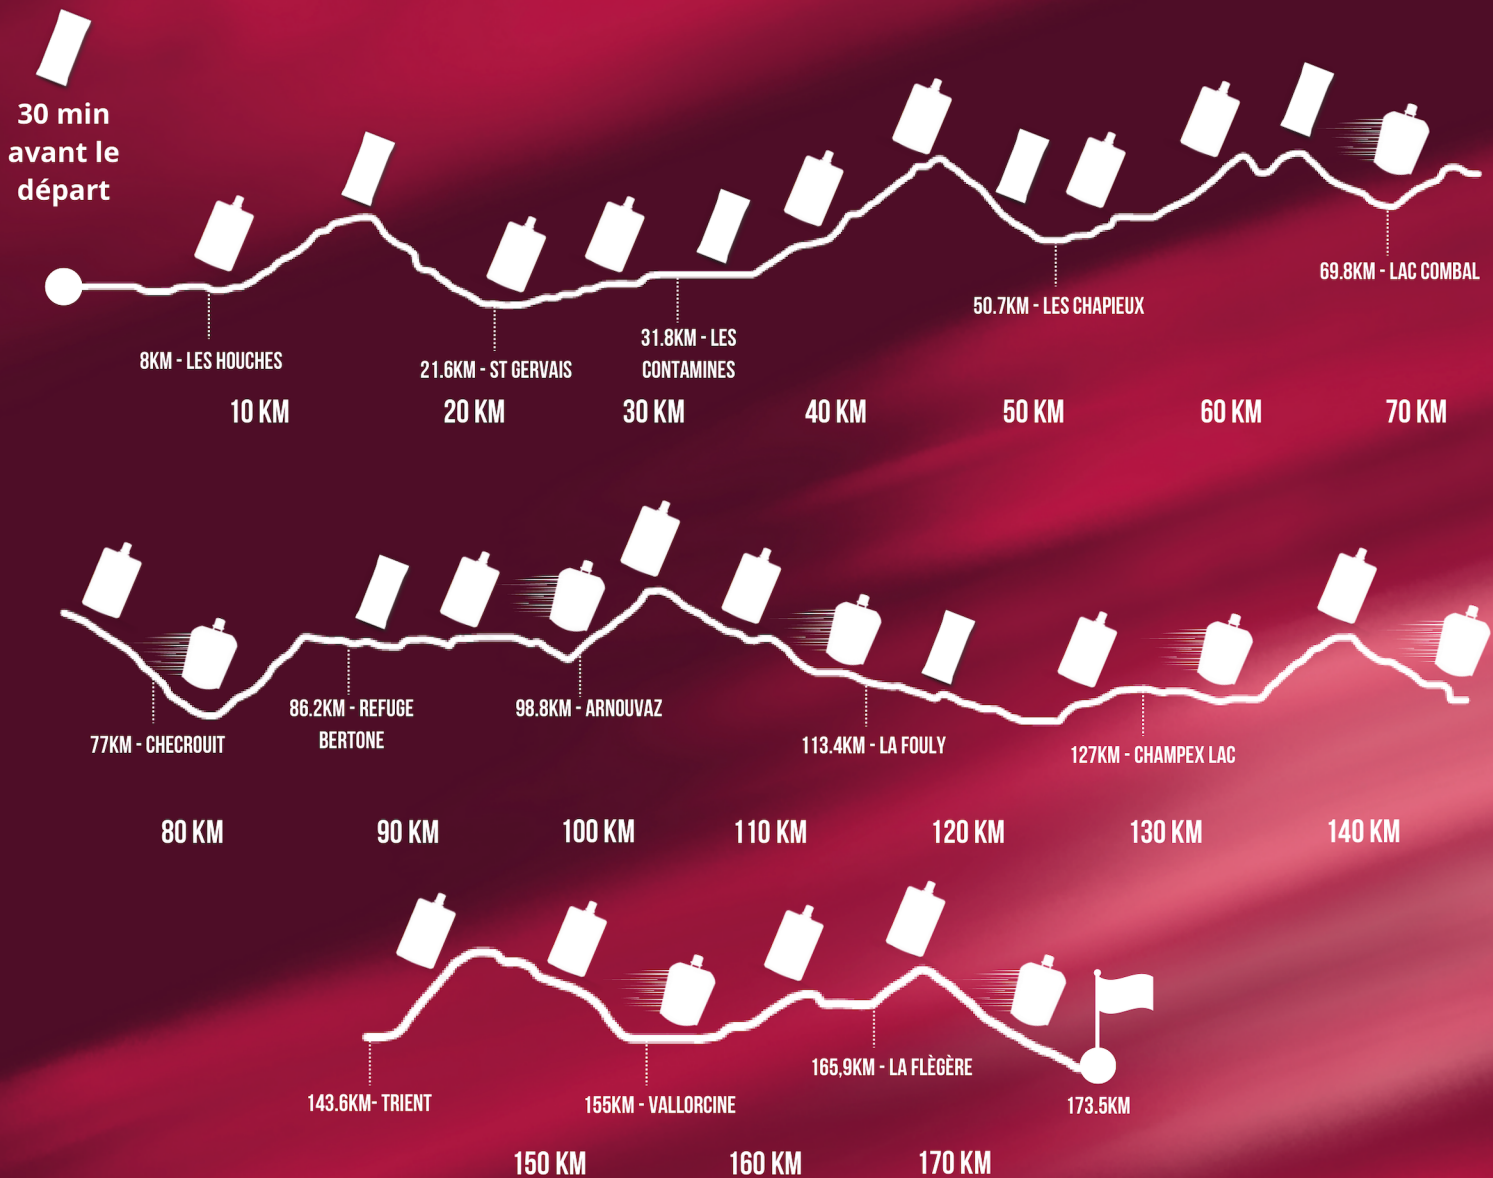 30 min
avant le
départ
8KM - LES HOUCHES
21.6KM - ST GERVAIS
31.8KM - LES
CONTAMINES
50.7KM - LES CHAPIEUX
69.8KM - LAC COMBAL
10 KM
20 KM
30 KM
40 KM
50 KM
60 KM
70 KM
77KM - CHECROUIT
86.2KM - REFUGE
BERTONE
98.8KM - ARNOUVAZ
113.4KM - LA FOULY
127KM - CHAMPEX LAC
80 KM
90 KM
100 KM
110 KM
120 KM
130 KM
140 KM
143.6KM- TRIENT
155KM - VALLORCINE
165,9KM - LA FLÈGÈRE
173.5KM
150 KM
160 KM
170 KM